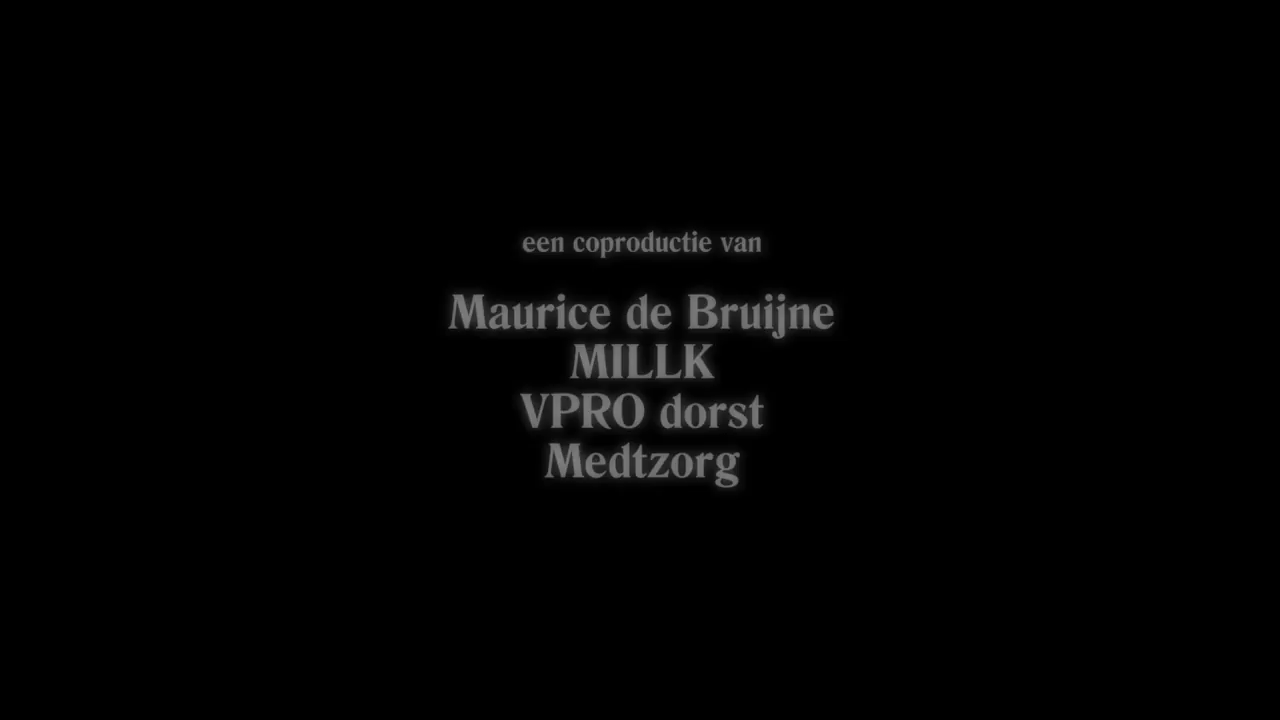 een coproductie van
Maurice de Bruijne
MILLK
VPRO dorst
Medtzorg